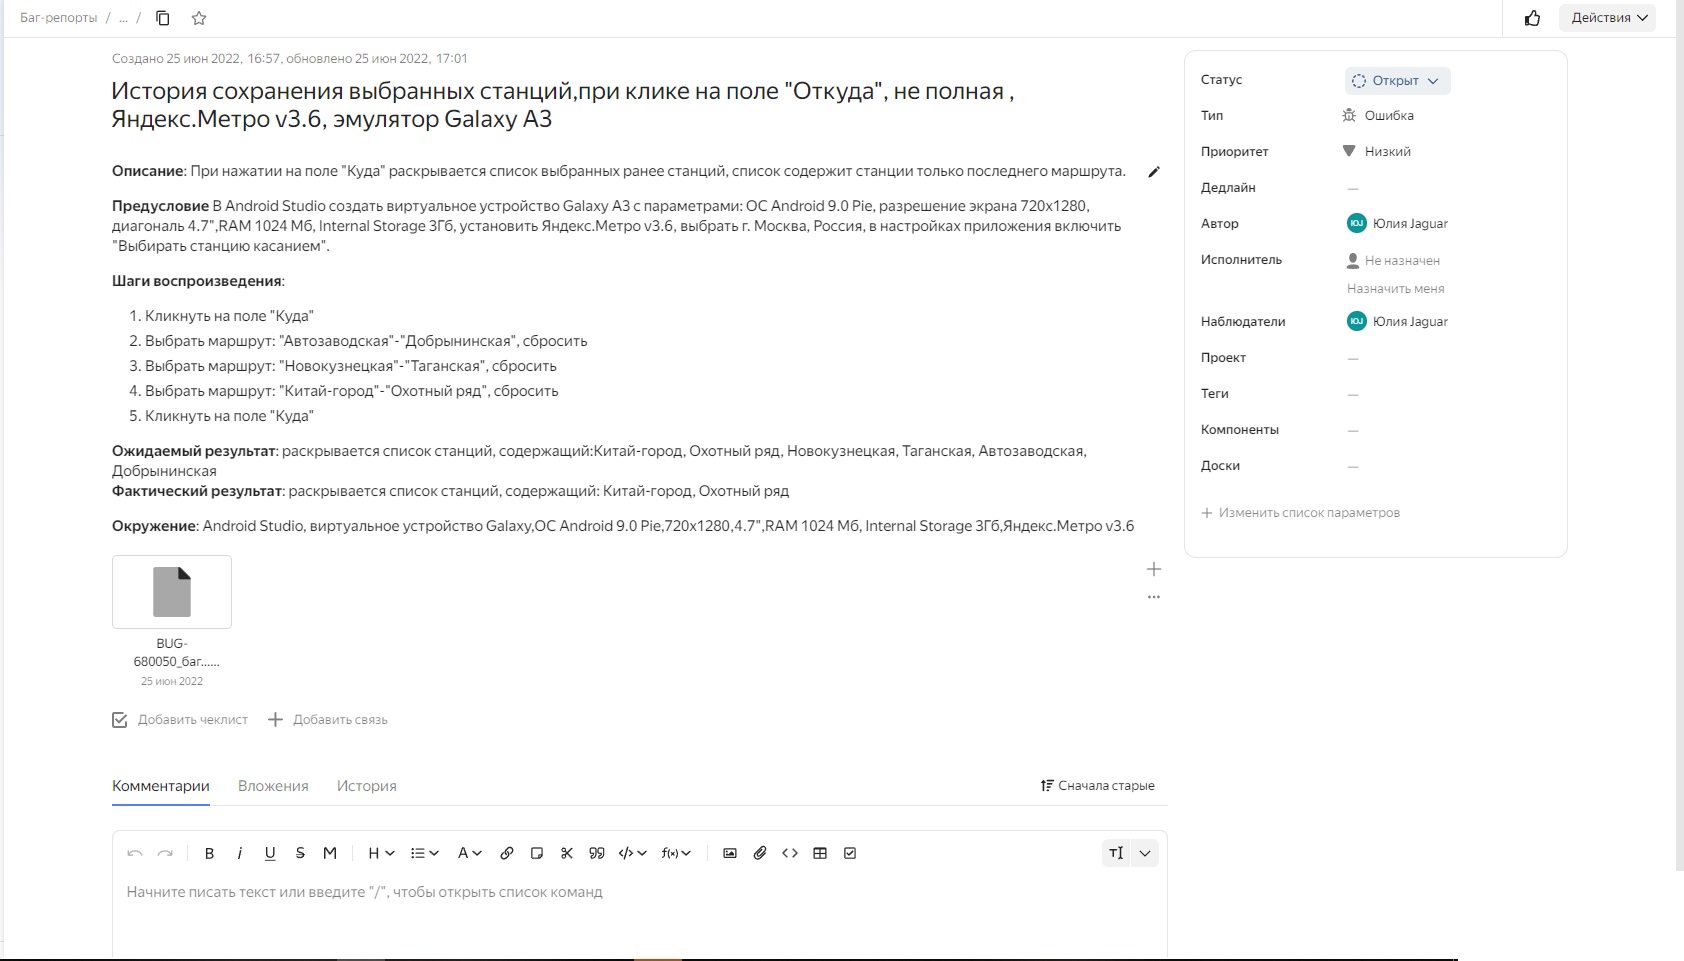 Баг-репорты / ... /
Действия
Создано 25 июн 2022, 16:57, обновлено 25 июн 2022, 17:01
История сохранения выбранных станций,при клике на поле "Откуда", не полная ,
Яндекс.Метро v3.6, эмулятор Galaxy A3
Описание: При нажатии на поле "Куда" раскрывается список выбранных ранее станций, список содержит станции только последнего маршрута.
Предусловие В Android Studio создать виртуальное устройство Galaxy A3 с параметрами: ОС Android 9.0 Pie, разрешение экрана 720x1280,
диагональ 4.7",RAM 1024 Мб, Internal Storage 3Гб, установить Яндекс.Метро v3.6, выбрать г. Москва, Россия, в настройках приложения включить
"Выбирать станцию касанием".
Шаги воспроизведения:
1. Кликнуть на поле "Куда"
2. Выбрать маршрут: "Автозаводская"-"Добрынинская", сбросить
3. Выбрать маршрут: "Новокузнецкая"-"Таганская", сбросить
4. Выбрать маршрут: "Китай-город"-"Охотный ряд", сбросить
5. Кликнуть на поле "Куда"
Ожидаемый результат: раскрывается список станций, содержащий:Китай-город, Охотный ряд, Новокузнецкая, Таганская, Автозаводская,
Добрынинская
Фактический результат: раскрывается список станций, содержащий: Китай-город, Охотный ряд
Окружение: Android Studio, виртуальное устройство Galaxy,ОС Android 9.0 Pie,720x1280,4.7",RAM 1024 Мб, Internal Storage 3Гб,Яндекс.Метро v3.6
BUG-
680050_баг......
25 июн 2022
Добавить чеклист
Добавить связь
Комментарии
Вложения
История
Сначала старые
B i U S M H A f(x) TI
Начните писать текст или введите "/", чтобы открыть список команд
Статус
Открыт
Тип
Ошибка
Приоритет
Низкий
Дедлайн
—
Автор
ЮJ Юлия Jaguar
Исполнитель
Не назначен
Назначить меня
Наблюдатели
ЮJ Юлия Jaguar
Проект
—
Теги
—
Компоненты
—
Доски
—
+ Изменить список параметров